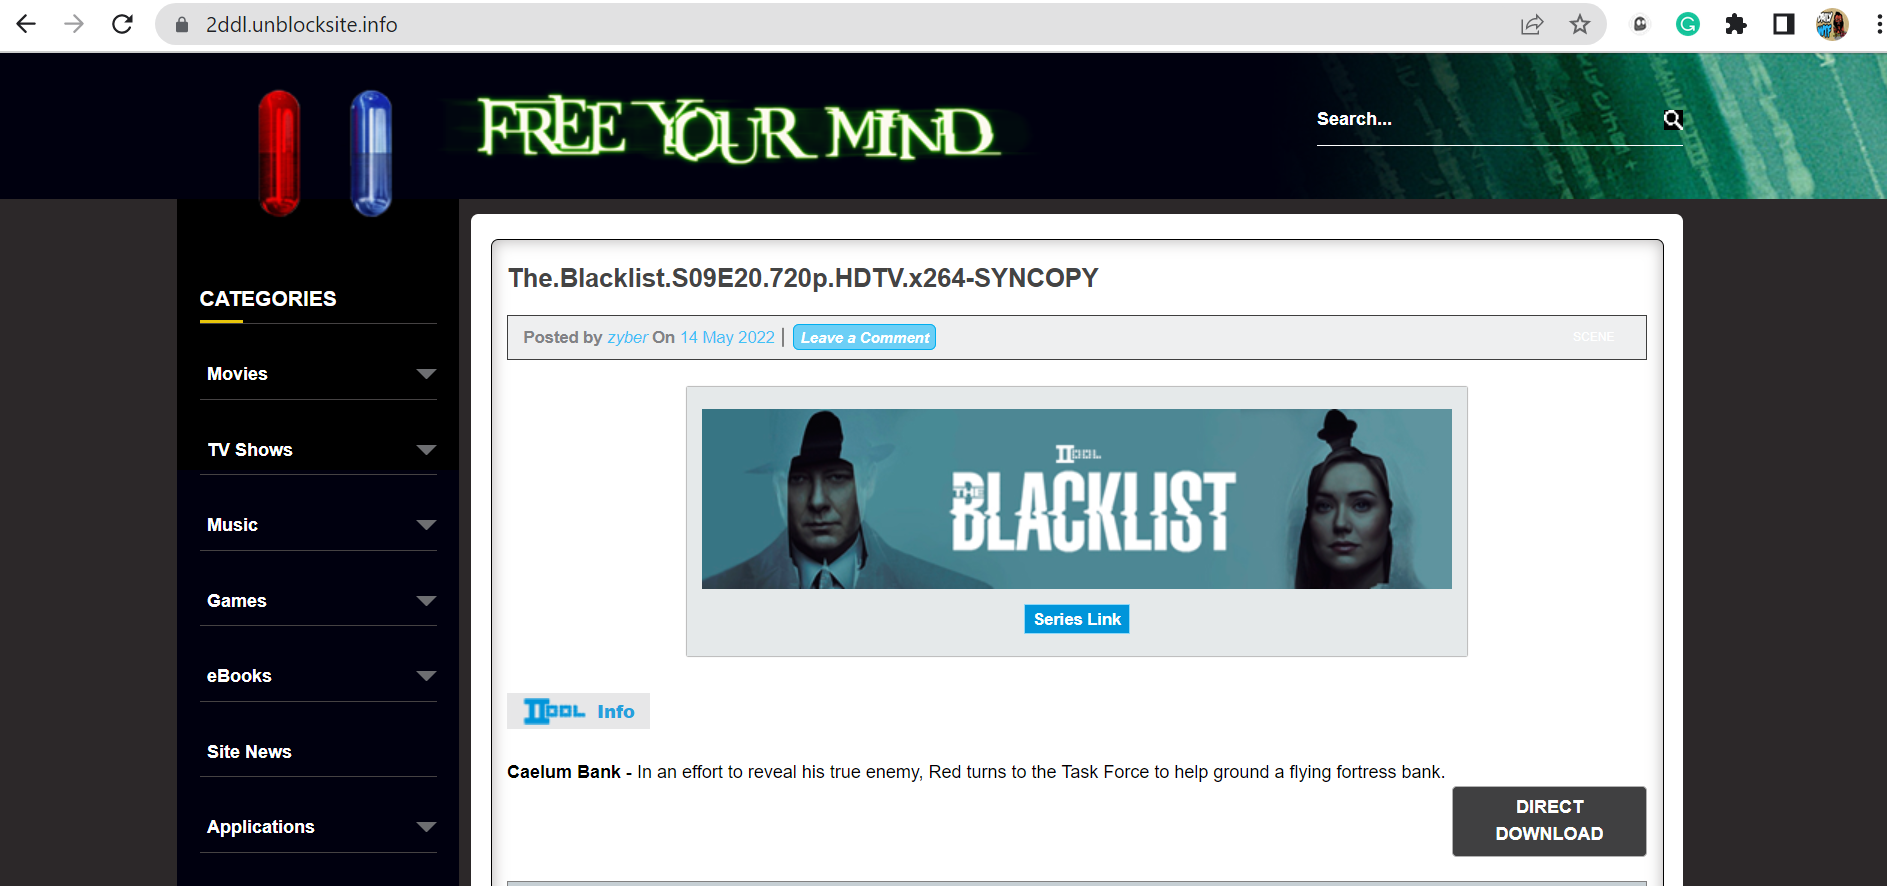 2ddl.unblocksite.info
FREE YOUR MIND
Search...
CATEGORIES
Movies
TV Shows
Music
Games
eBooks
Site News
Applications
The.Blacklist.S09E20.720p.HDTV.x264-SYNCOPY
Posted by zyber On 14 May 2022 | Leave a Comment
SCENE
IIDDL
THE
BLACKLIST
Series Link
IIDDL Info
Caelum Bank - In an effort to reveal his true enemy, Red turns to the Task Force to help ground a flying fortress bank.
DIRECT
DOWNLOAD